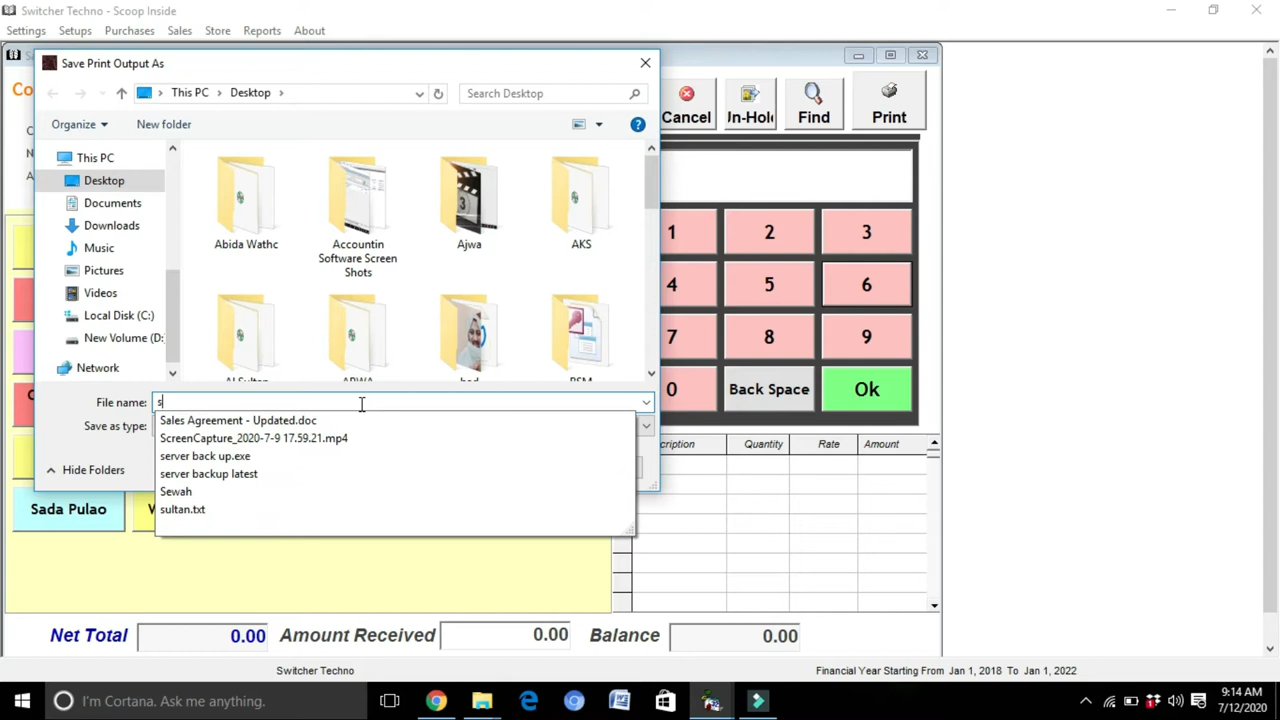 Switcher Techno - Scoop Inside
Settings Setups Purchases Sales Store Reports About
Save Print Output As
This PC Desktop
Search Desktop
Organize New folder
This PC
Desktop
Documents
Downloads
Music
Pictures
Videos
Local Disk (C:)
New Volume (D:
Network
Abida Wathc
Accountin
Software Screen
Shots
Ajwa
AKS
File name: s
Save as type:
Hide Folders
Sales Agreement - Updated.doc
ScreenCapture_2020-7-9 17.59.21.mp4
server back up.exe
server backup latest
Sewah
sultan.txt
Cancel In-Hol Find Print
1 2 3
4 5 6
7 8 9
0 Back Space Ok
cription Quantity Rate Amount
Sada Pulao
Net Total 0.00 Amount Received 0.00 Balance 0.00
Switcher Techno Financial Year Starting From Jan 1, 2018 To Jan 1, 2022
I'm Cortana. Ask me anything.
9:14 AM
7/12/2020